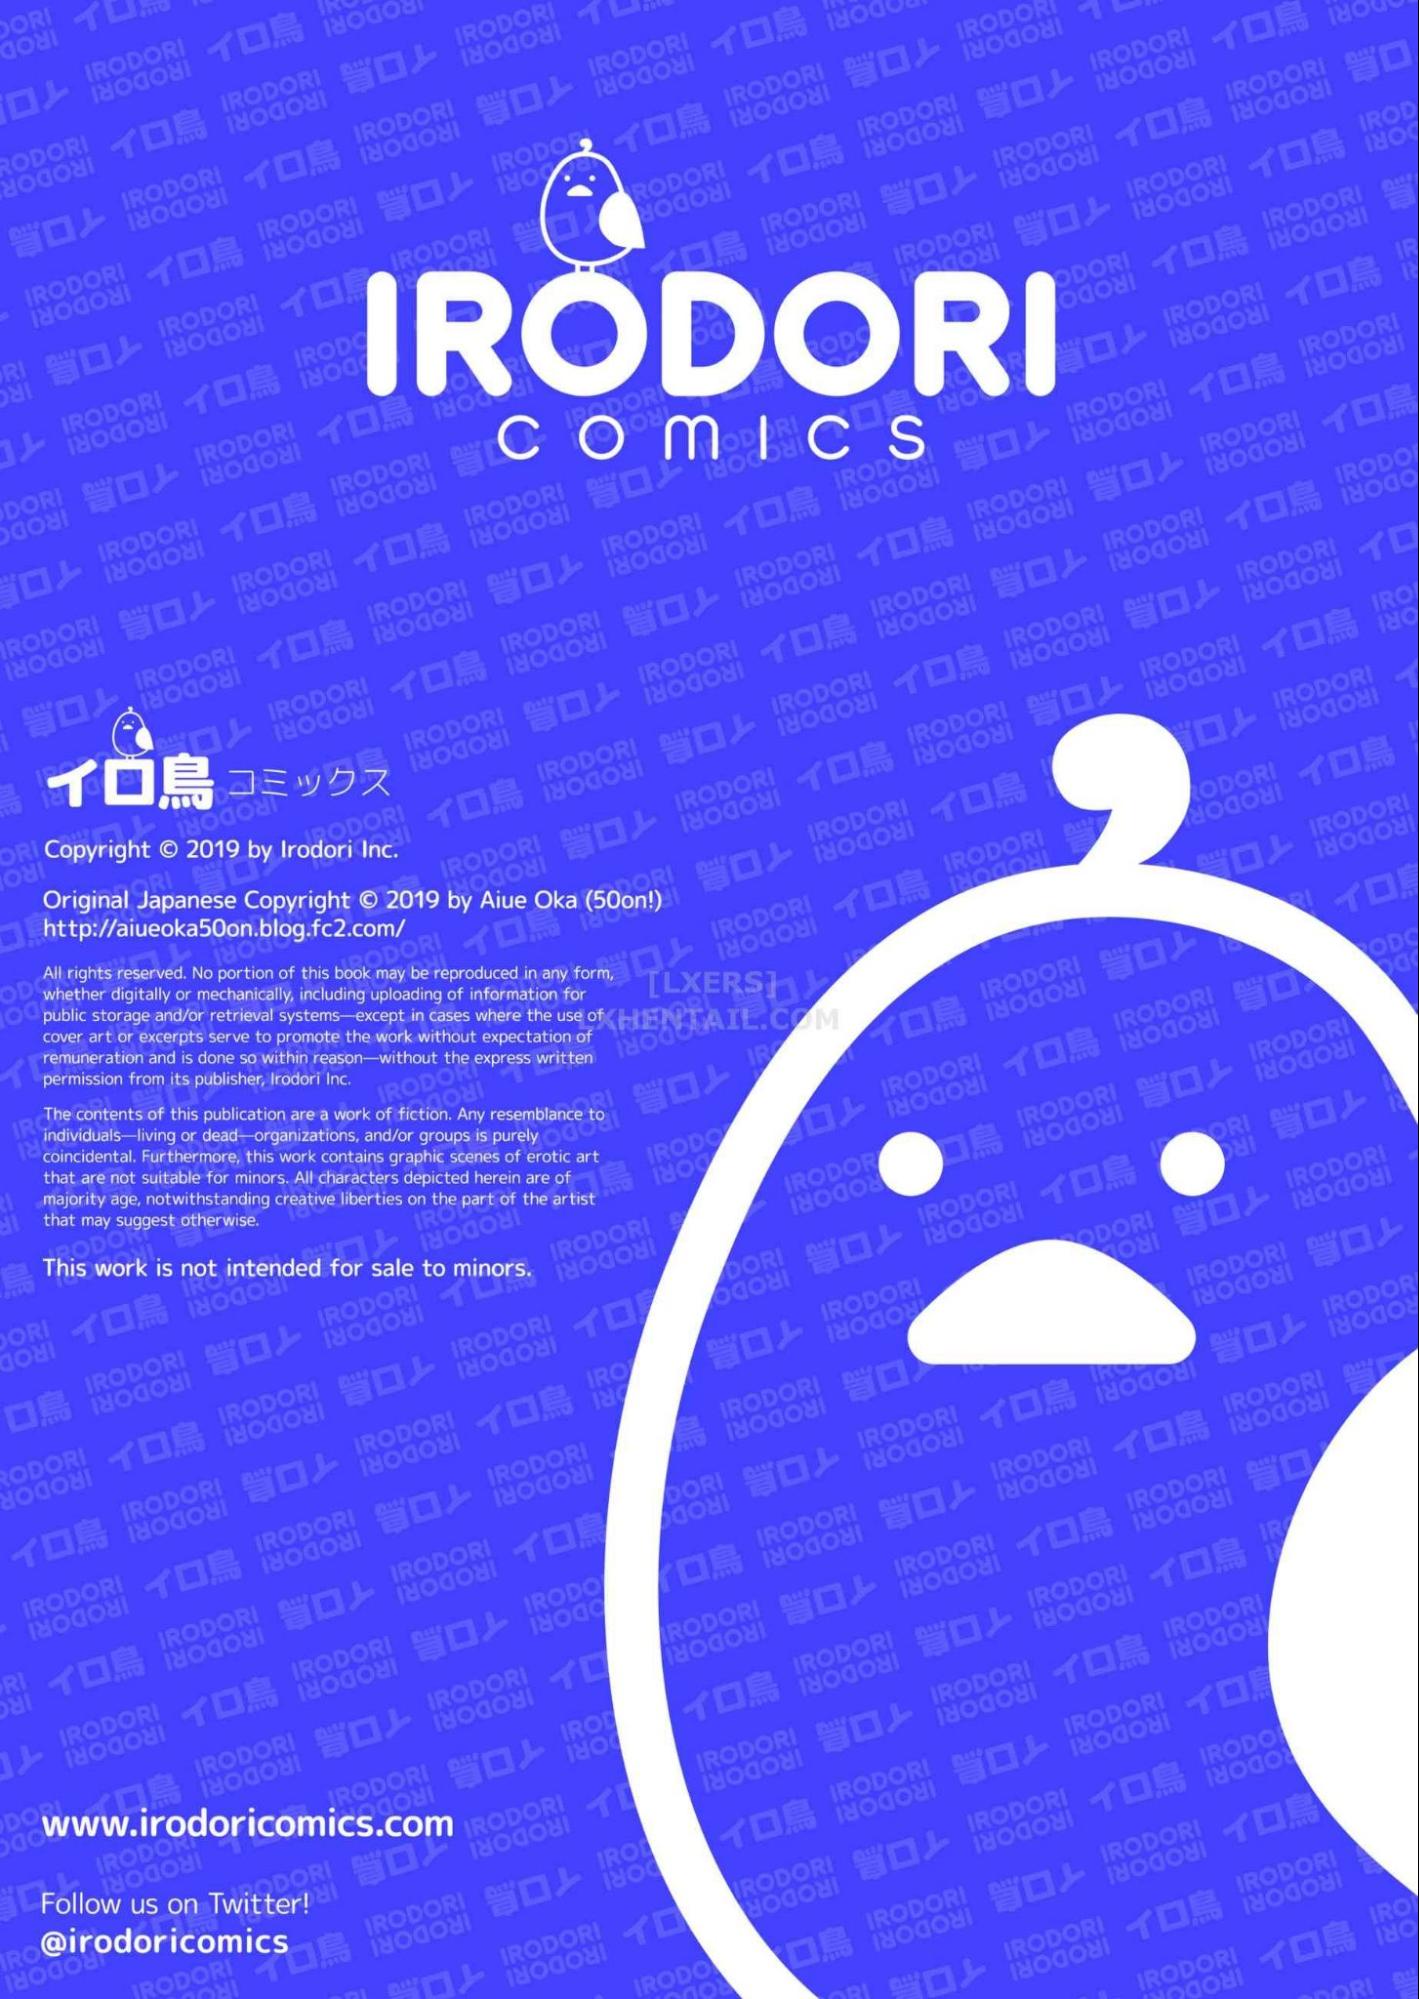 IRODORI
COMICS
イロ鳥 コミックス
Copyright © 2019 by Irodori Inc.
Original Japanese Copyright © 2019 by Aiue Oka (50on!)
http://aiueoka50on.blog.fc2.com/
All rights reserved. No portion of this book may be reproduced in any form,
whether digitally or mechanically, including uploading of information for
public storage and/or retrieval systems—except in cases where the use of
cover art or excerpts serve to promote the work without expectation of
remuneration and is done so within reason—without the express written
permission from its publisher, Irodori Inc.
[LXERS]
LXHENTAIL.COM
The contents of this publication are a work of fiction. Any resemblance to
individuals—living or dead—organizations, and/or groups is purely
coincidental. Furthermore, this work contains graphic scenes of erotic art
that are not suitable for minors. All characters depicted herein are of
majority age, notwithstanding creative liberties on the part of the artist
that may suggest otherwise.
This work is not intended for sale to minors.
www.irodoricomics.com
Follow us on Twitter!
@irodoricomics